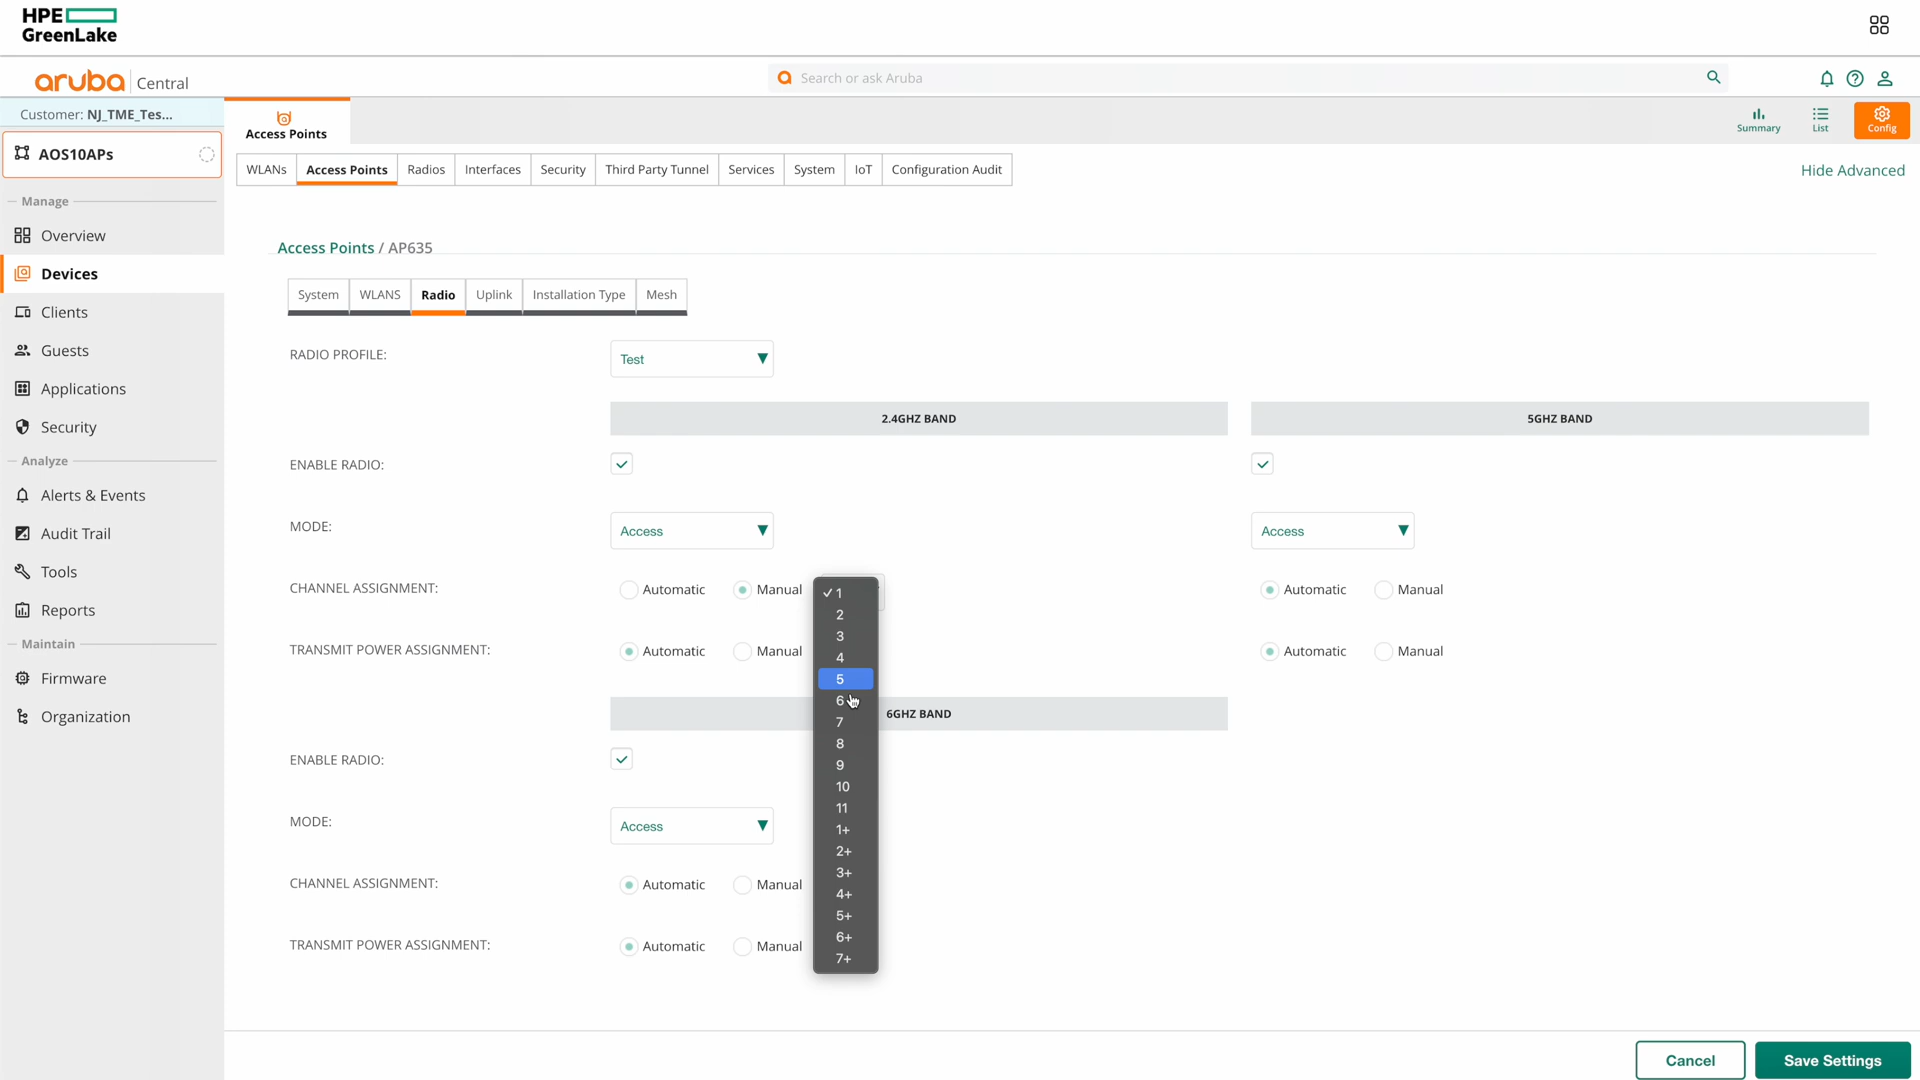 HPE
GreenLake
aruba Central
Search or ask Aruba
Customer: NJ_TME_Tes...
Access Points
Summary
List
Config
AOS10APs
WLANs
Access Points
Radios
Interfaces
Security
Third Party Tunnel
Services
System
IoT
Configuration Audit
Hide Advanced
Manage
Overview
Devices
Clients
Guests
Applications
Security
Analyze
Alerts & Events
Audit Trail
Tools
Reports
Maintain
Firmware
Organization
Access Points / AP635
System
WLANS
Radio
Uplink
Installation Type
Mesh
RADIO PROFILE:
Test
2.4GHZ BAND
5GHZ BAND
ENABLE RADIO:
MODE:
Access
Access
CHANNEL ASSIGNMENT:
Automatic
Manual
Automatic
Manual
TRANSMIT POWER ASSIGNMENT:
Automatic
Manual
Automatic
Manual
6GHZ BAND
ENABLE RADIO:
MODE:
Access
CHANNEL ASSIGNMENT:
Automatic
Manual
TRANSMIT POWER ASSIGNMENT:
Automatic
Manual
1
2
3
4
5
6
7
8
9
10
11
1+
2+
3+
4+
5+
6+
7+
Cancel
Save Settings